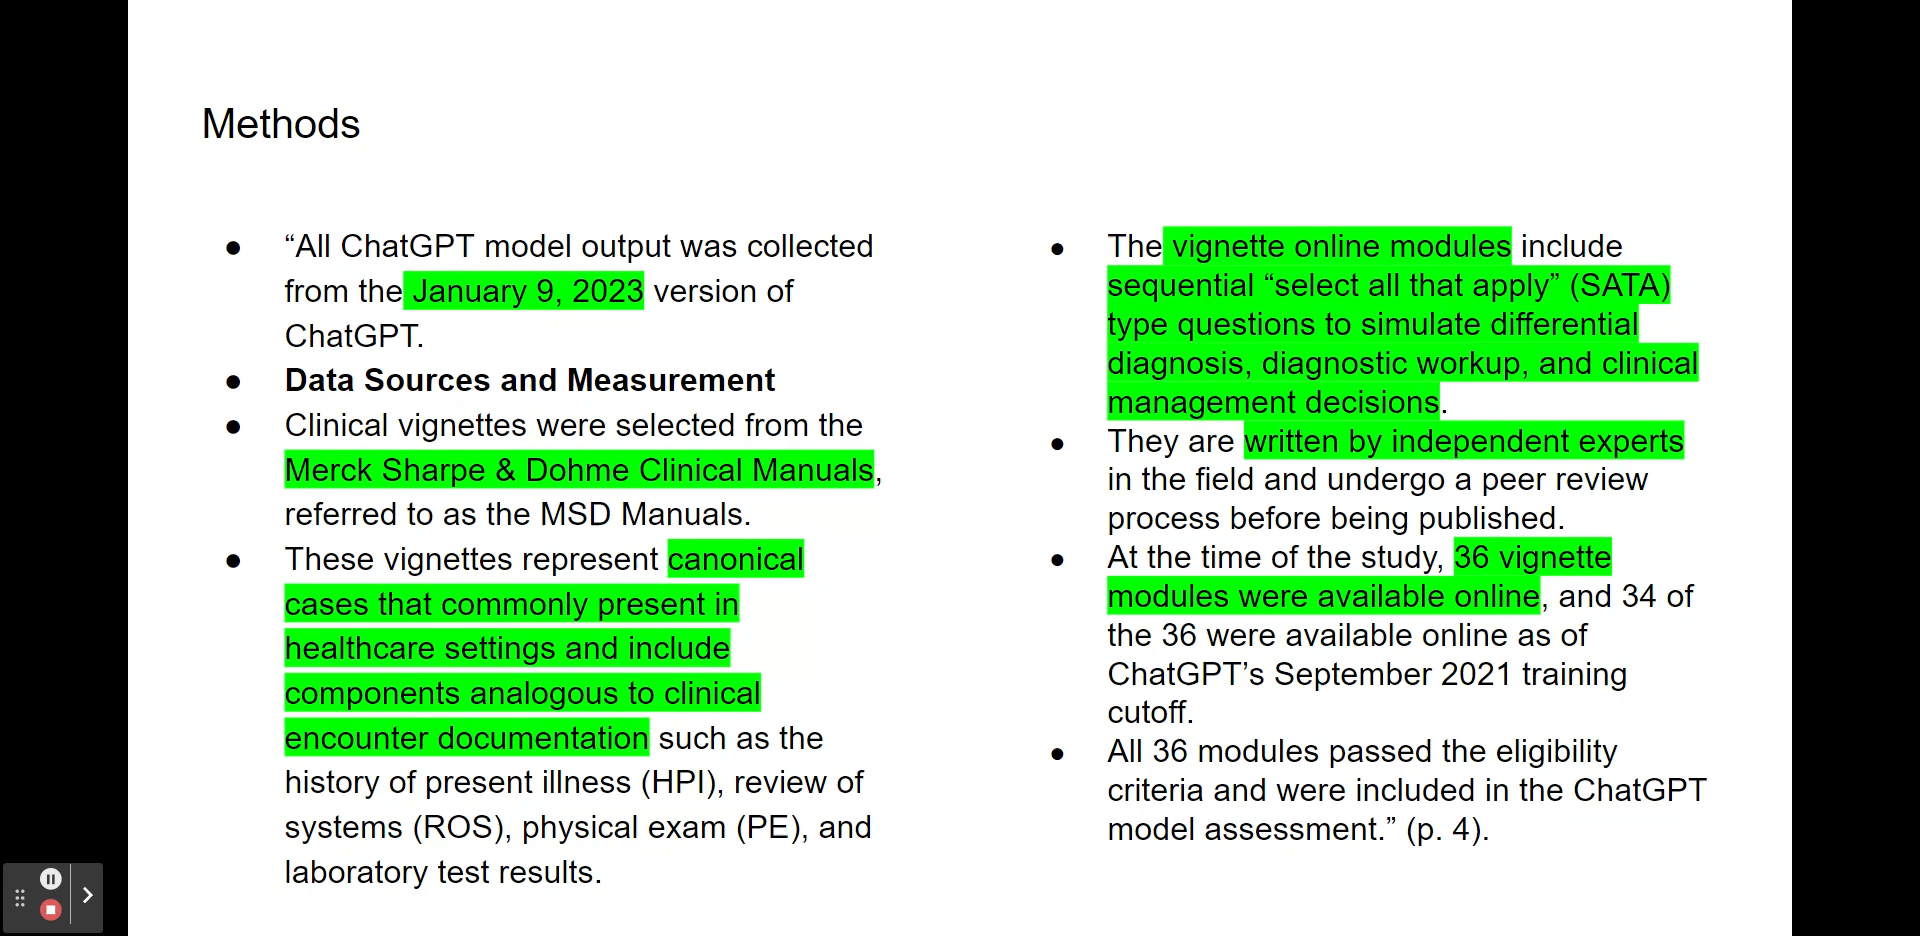 Methods
● “All ChatGPT model output was collected
from the January 9, 2023 version of
ChatGPT.
● Data Sources and Measurement
● Clinical vignettes were selected from the
Merck Sharpe & Dohme Clinical Manuals,
referred to as the MSD Manuals.
● These vignettes represent canonical
cases that commonly present in
healthcare settings and include
components analogous to clinical
encounter documentation such as the
history of present illness (HPI), review of
systems (ROS), physical exam (PE), and
laboratory test results.
● The vignette online modules include
sequential “select all that apply” (SATA)
type questions to simulate differential
diagnosis, diagnostic workup, and clinical
management decisions.
● They are written by independent experts
in the field and undergo a peer review
process before being published.
● At the time of the study, 36 vignette
modules were available online, and 34 of
the 36 were available online as of
ChatGPT’s September 2021 training
cutoff.
● All 36 modules passed the eligibility
criteria and were included in the ChatGPT
model assessment.” (p. 4).